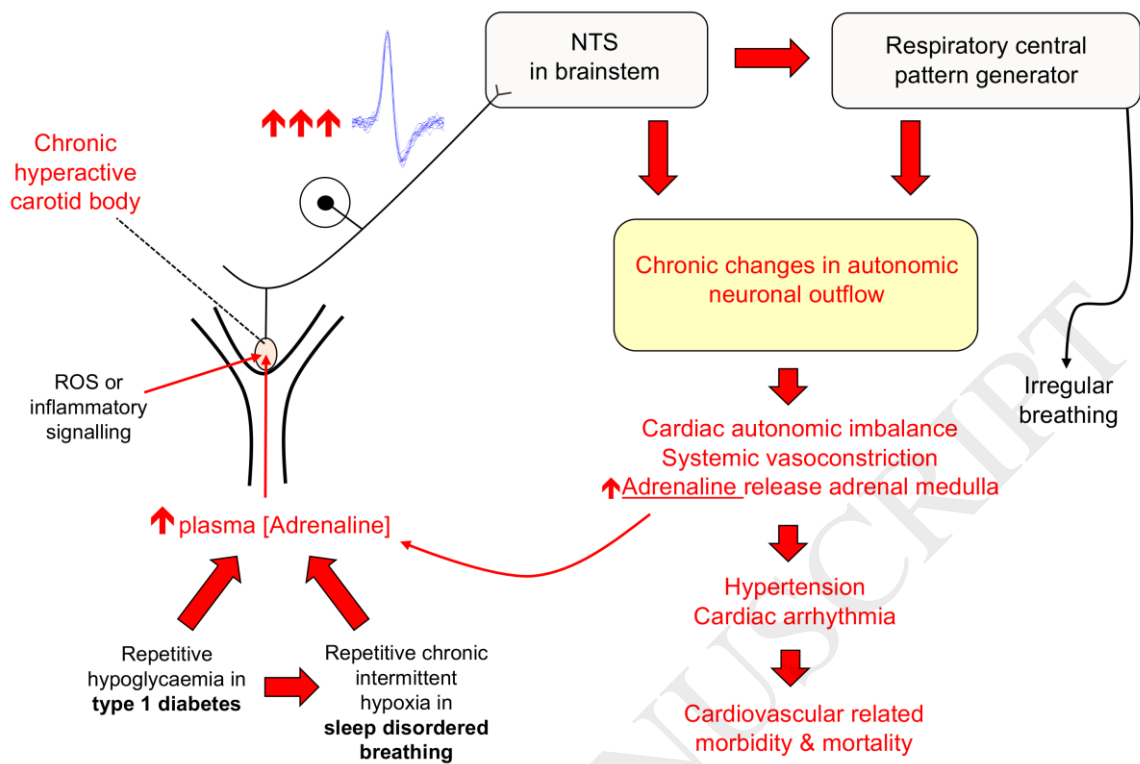 NTS
in brainstem
Respiratory central
pattern generator
Chronic
hyperactive
carotid body
Chronic changes in autonomic
neuronal outflow
ROS or
inflammatory
signalling
Irregular
breathing
Cardiac autonomic imbalance
Systemic vasoconstriction
Adrenaline release adrenal medulla
plasma [Adrenaline]
Hypertension
Cardiac arrhythmia
Repetitive
hypoglycaemia in
type 1 diabetes
Repetitive chronic
intermittent
hypoxia in
sleep disordered
breathing
Cardiovascular related
morbidity & mortality
NUSCRIPT